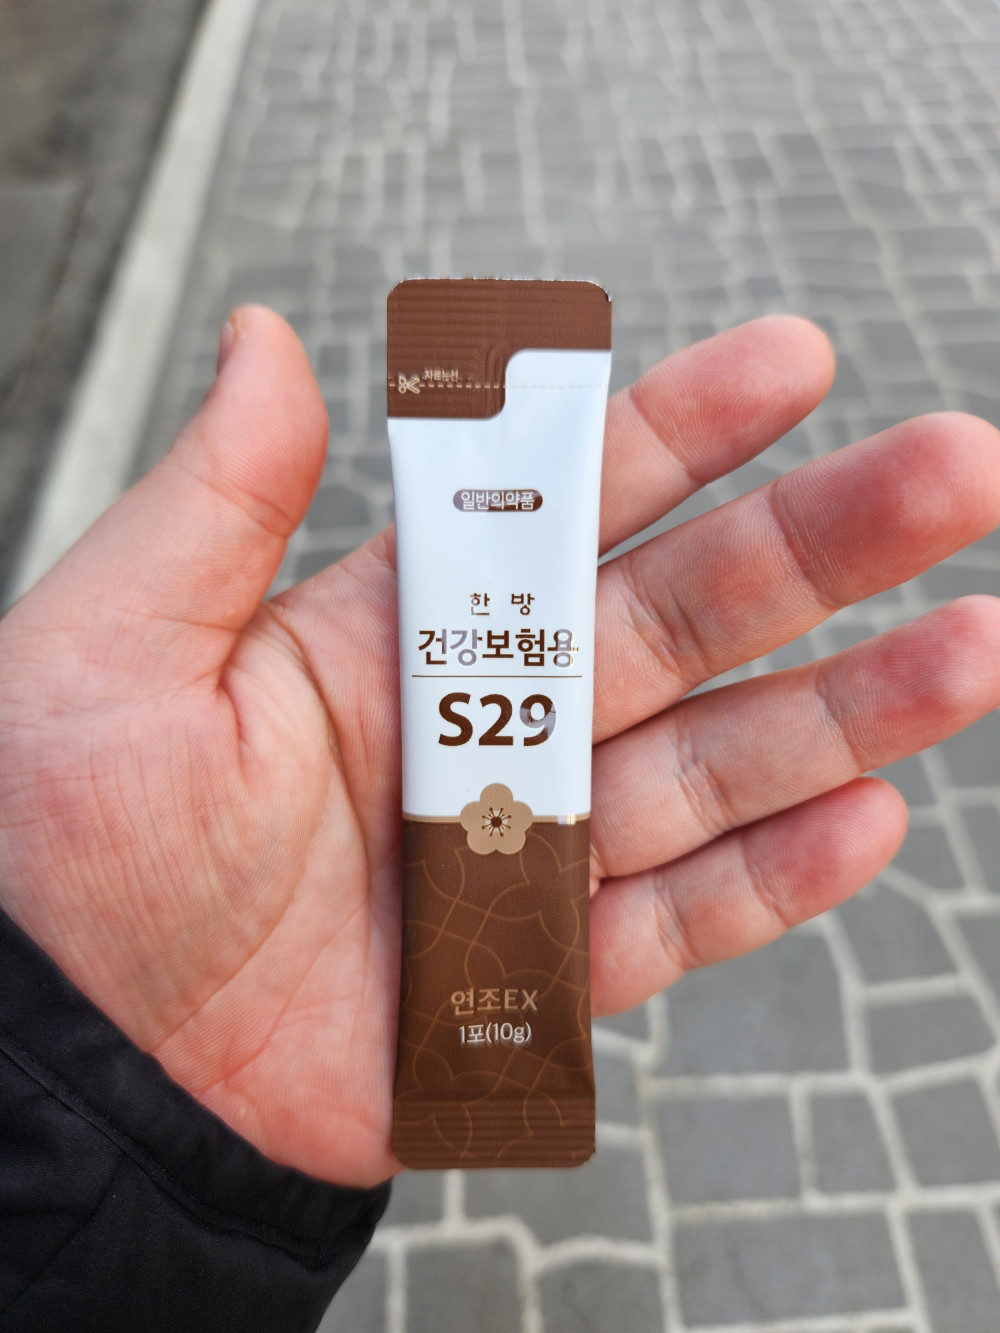 자르는선
일반의약품
한 방
건강보험용
S29
연조EX
1포(10g)